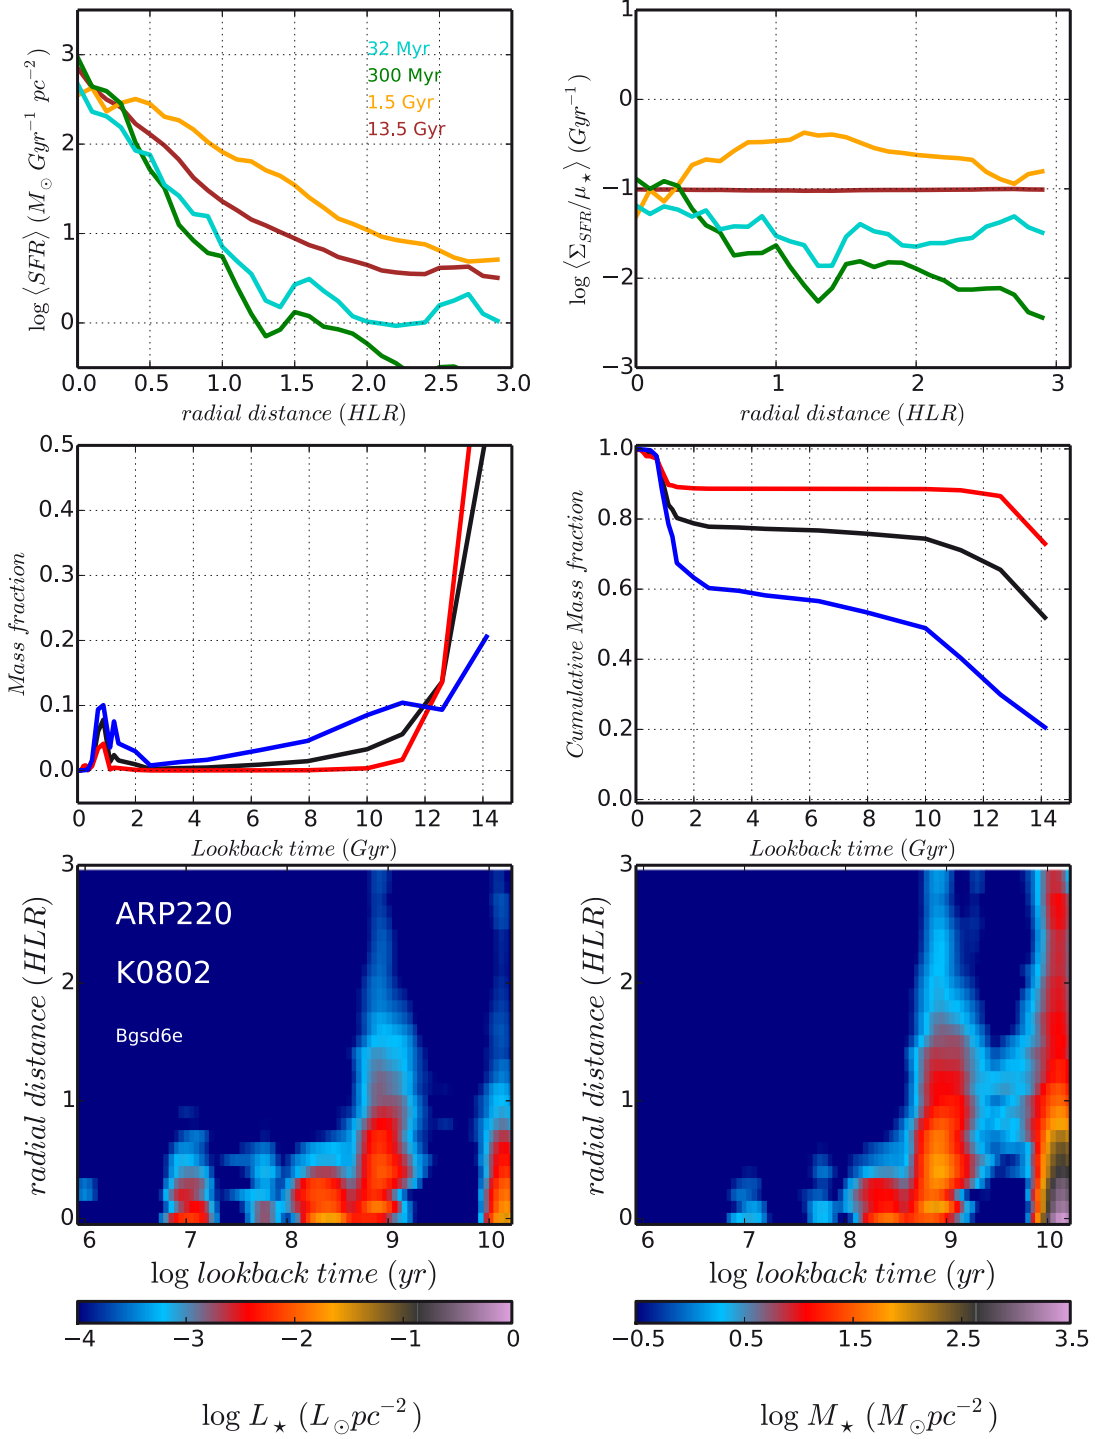 log ⟨SFR⟩ (M⊙ Gyr⁻¹ pc⁻²)
3
2
1
0
32 Myr
300 Myr
1.5 Gyr
13.5 Gyr
0.0 0.5 1.0 1.5 2.0 2.5 3.0
radial distance (HLR)
log ⟨Σ_SFR/μ⋆⟩ (Gyr⁻¹)
1
0
−1
−2
−3
0 1 2 3
radial distance (HLR)
Mass fraction
0.5
0.4
0.3
0.2
0.1
0.0
0 2 4 6 8 10 12 14
Lookback time (Gyr)
Cumulative Mass fraction
1.0
0.8
0.6
0.4
0.2
0.0
0 2 4 6 8 10 12 14
Lookback time (Gyr)
radial distance (HLR)
3
2
1
0
ARP220
K0802
Bgsd6e
6 7 8 9 10
log lookback time (yr)
−4 −3 −2 −1 0
log L⋆ (L⊙pc⁻²)
radial distance (HLR)
3
2
1
0
6 7 8 9 10
log lookback time (yr)
−0.5 0.5 1.5 2.5 3.5
log M⋆ (M⊙pc⁻²)